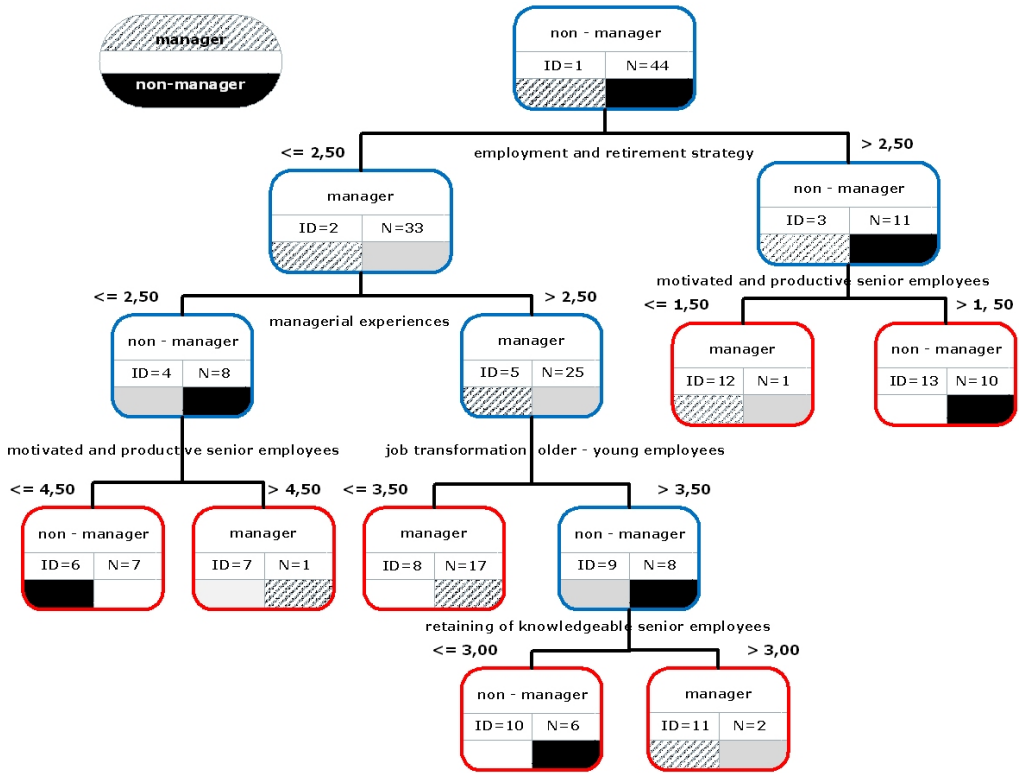 manager
non-manager
non - manager
ID=1 N=44
<= 2,50
employment and retirement strategy
> 2,50
manager
ID=2 N=33
non - manager
ID=3 N=11
motivated and productive senior employees
<= 1,50
> 1, 50
manager
ID=12 N=1
non - manager
ID=13 N=10
<= 2,50
managerial experiences
> 2,50
non - manager
ID=4 N=8
manager
ID=5 N=25
motivated and productive senior employees
<= 4,50
> 4,50
non - manager
ID=6 N=7
manager
ID=7 N=1
job transformation older - young employees
<= 3,50
> 3,50
manager
ID=8 N=17
non - manager
ID=9 N=8
retaining of knowledgeable senior employees
<= 3,00
> 3,00
non - manager
ID=10 N=6
manager
ID=11 N=2